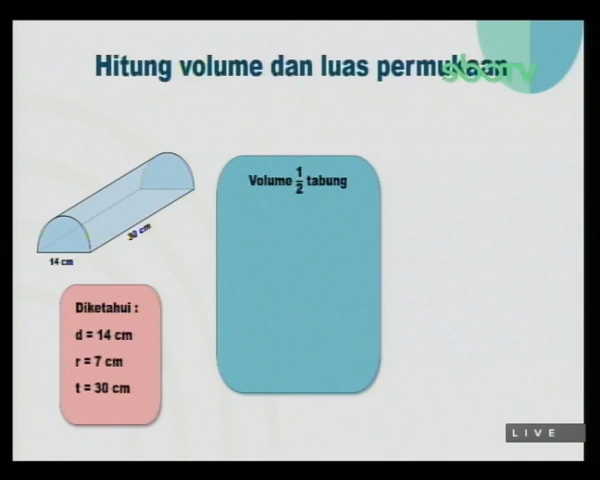 Hitung volume dan luas permukaan
sboTV
Volume 1/2 tabung
30 cm
14 cm
Diketahui :
d = 14 cm
r = 7 cm
t = 30 cm
LIVE